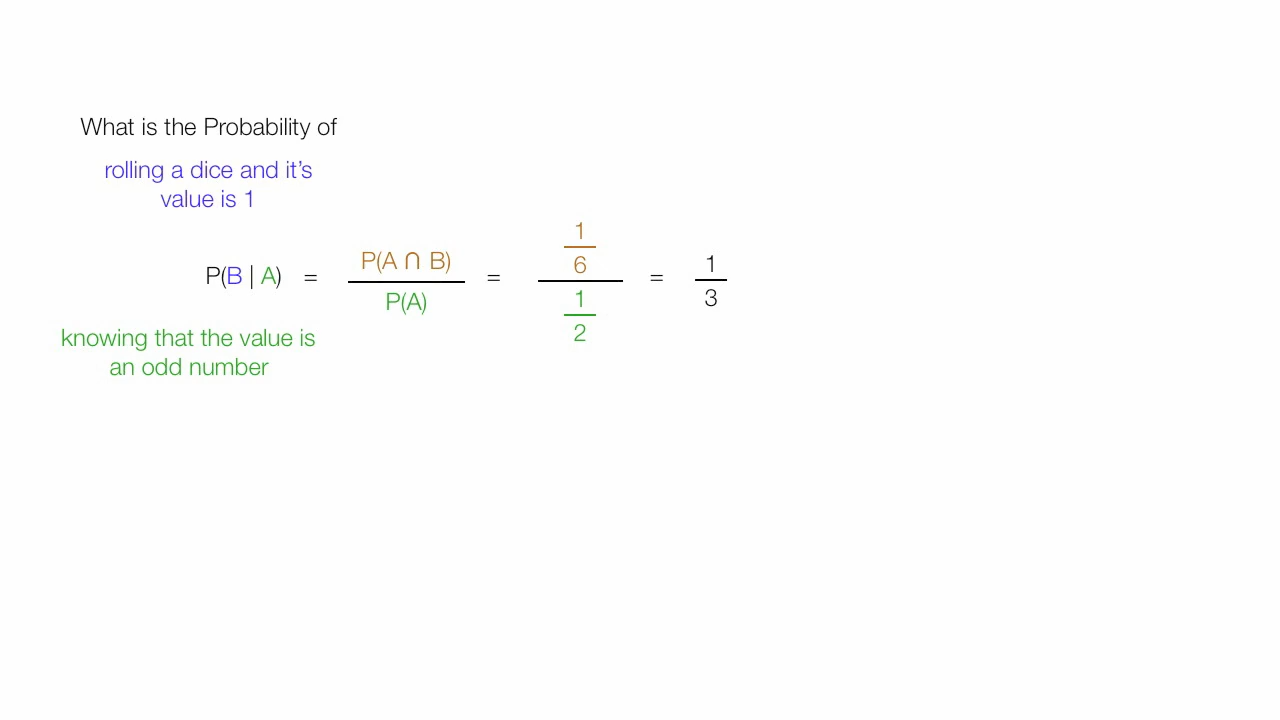 What is the Probability of
rolling a dice and it’s
value is 1
P(B | A) = P(A ∩ B) / P(A) = (1/6) / (1/2) = 1/3
knowing that the value is
an odd number